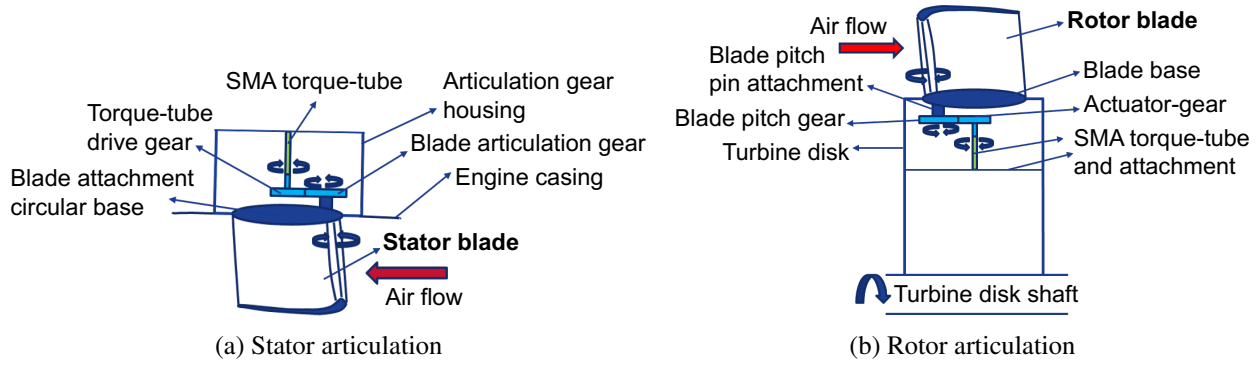 SMA torque-tube
Articulation gear
housing
Torque-tube
drive gear
Blade articulation gear
Blade attachment
circular base
Engine casing
Stator blade
Air flow
(a) Stator articulation
Air flow
Rotor blade
Blade pitch
pin attachment
Blade base
Blade pitch gear
Actuator-gear
Turbine disk
SMA torque-tube
and attachment
Turbine disk shaft
(b) Rotor articulation